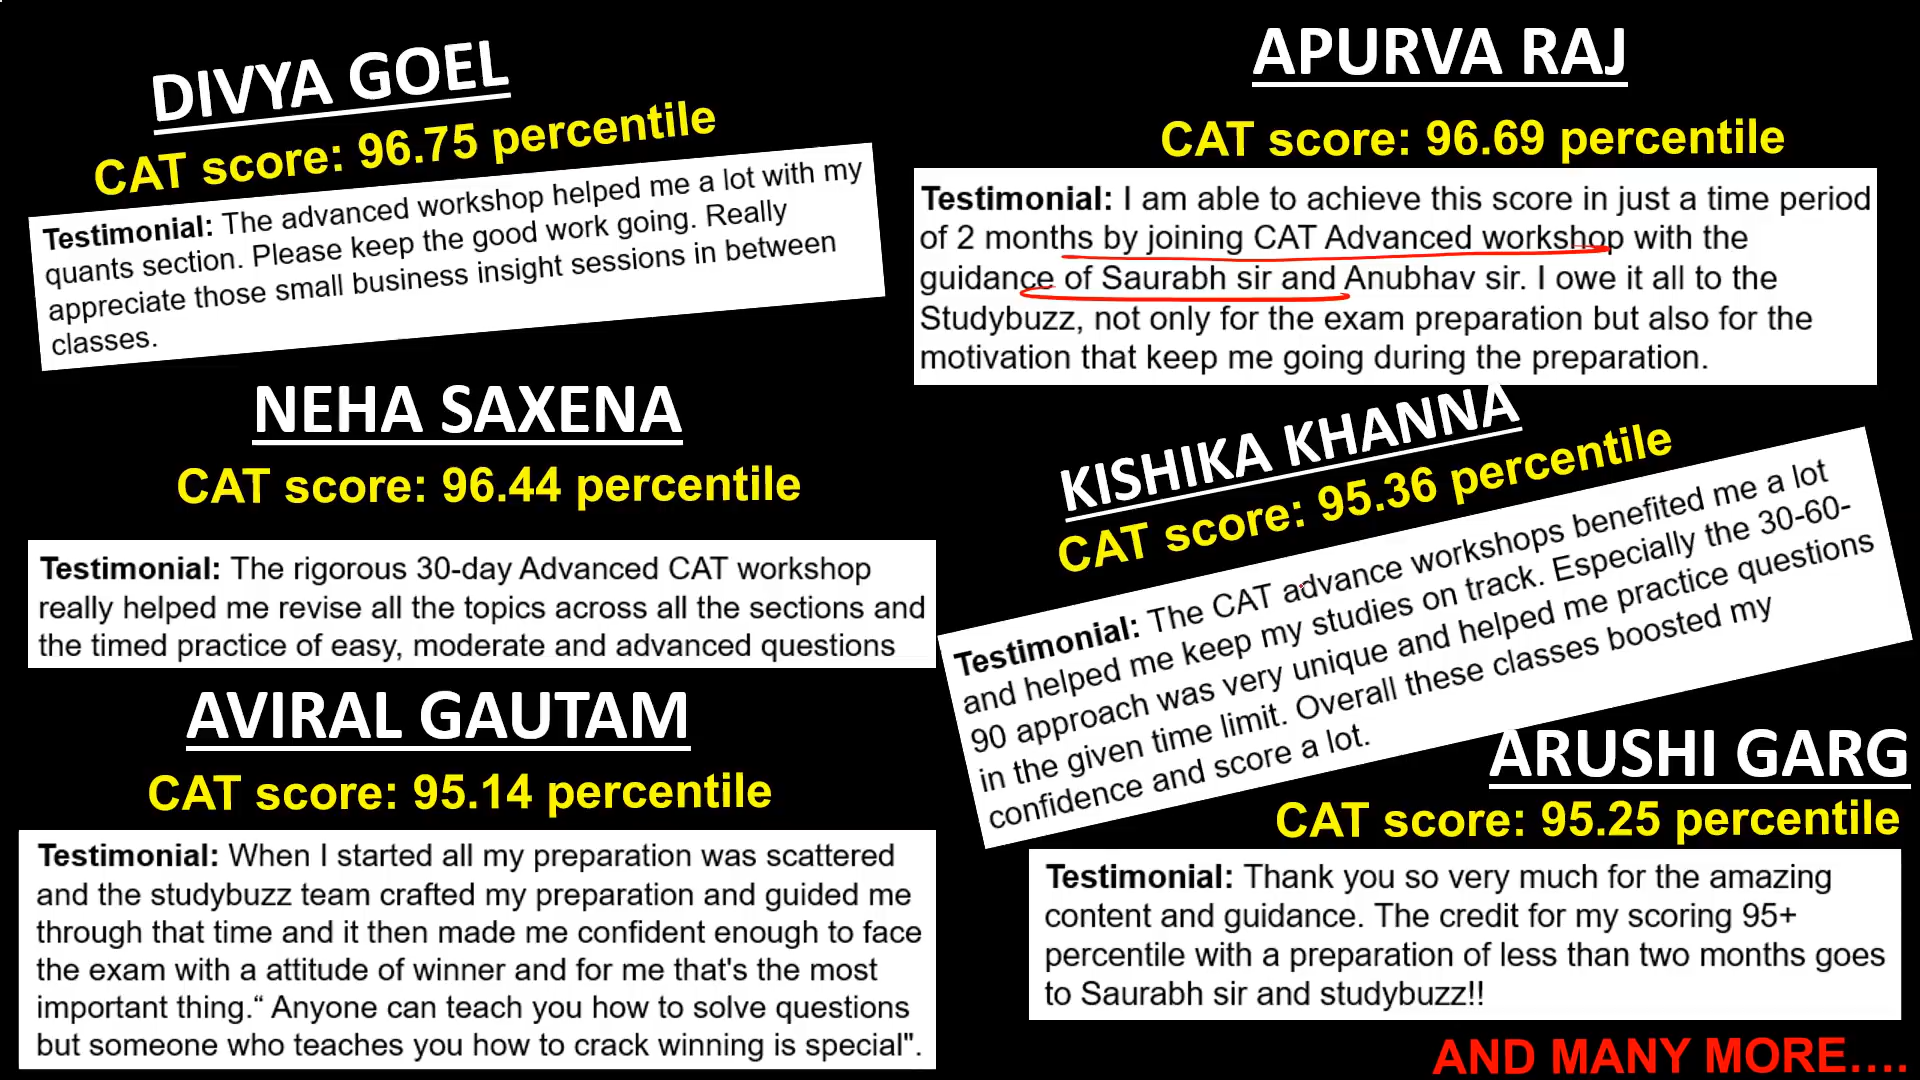 DIVYA GOEL
CAT score: 96.75 percentile
Testimonial: The advanced workshop helped me a lot with my
quants section. Please keep the good work going. Really
appreciate those small business insight sessions in between
classes.
APURVA RAJ
CAT score: 96.69 percentile
Testimonial: I am able to achieve this score in just a time period
of 2 months by joining CAT Advanced workshop with the
guidance of Saurabh sir and Anubhav sir. I owe it all to the
Studybuzz, not only for the exam preparation but also for the
motivation that keep me going during the preparation.
NEHA SAXENA
CAT score: 96.44 percentile
Testimonial: The rigorous 30-day Advanced CAT workshop
really helped me revise all the topics across all the sections and
the timed practice of easy, moderate and advanced questions
KISHIKA KHANNA
CAT score: 95.36 percentile
Testimonial: The CAT advance workshops benefited me a lot
and helped me keep my studies on track. Especially the 30-60-
90 approach was very unique and helped me practice questions
in the given time limit. Overall these classes boosted my
confidence and score a lot.
AVIRAL GAUTAM
CAT score: 95.14 percentile
Testimonial: When I started all my preparation was scattered
and the studybuzz team crafted my preparation and guided me
through that time and it then made me confident enough to face
the exam with a attitude of winner and for me that's the most
important thing.“ Anyone can teach you how to solve questions
but someone who teaches you how to crack winning is special".
ARUSHI GARG
CAT score: 95.25 percentile
Testimonial: Thank you so very much for the amazing
content and guidance. The credit for my scoring 95+
percentile with a preparation of less than two months goes
to Saurabh sir and studybuzz!!
AND MANY MORE....